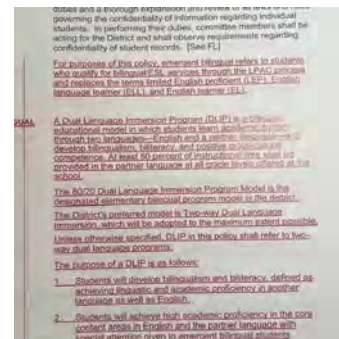 duties and a thorough explanation and review of all laws and rules
governing the confidentiality of information regarding individual
students. In performing their duties, committee members shall be
acting for the District and shall observe requirements regarding
confidentiality of student records. [See FL]
For purposes of this policy, emergent bilingual refers to students
who qualify for bilingual/ESL services through the LPAC process
and replaces the terms limited English proficient (LEP), English
language learner (ELL), and English learner (EL).
UAL
A Dual Language Immersion Program (DLIP) is a
educational model in which students learn academic
through two languages—English and a partner language
develop bilingualism, biliteracy, and positive
competence. At least 50 percent of instructional time shall be
provided in the partner language at all grade levels offered at the
school.
The 80/20 Dual Language Immersion Program Model is the
designated elementary bilingual program model in the district.
The District's preferred model is Two-way Dual Language
Immersion, which will be adopted to the maximum extent possible.
Unless otherwise specified, DLIP in this policy shall refer to two-
way dual language programs.
The purpose of a DLIP is as follows:
1. Students will develop bilingualism and biliteracy, defined as
achieving linguistic and academic proficiency in another
language as well as English.
2. Students will achieve high academic proficiency in the core
content areas in English and the partner language with
special attention given to emergent bilingual students